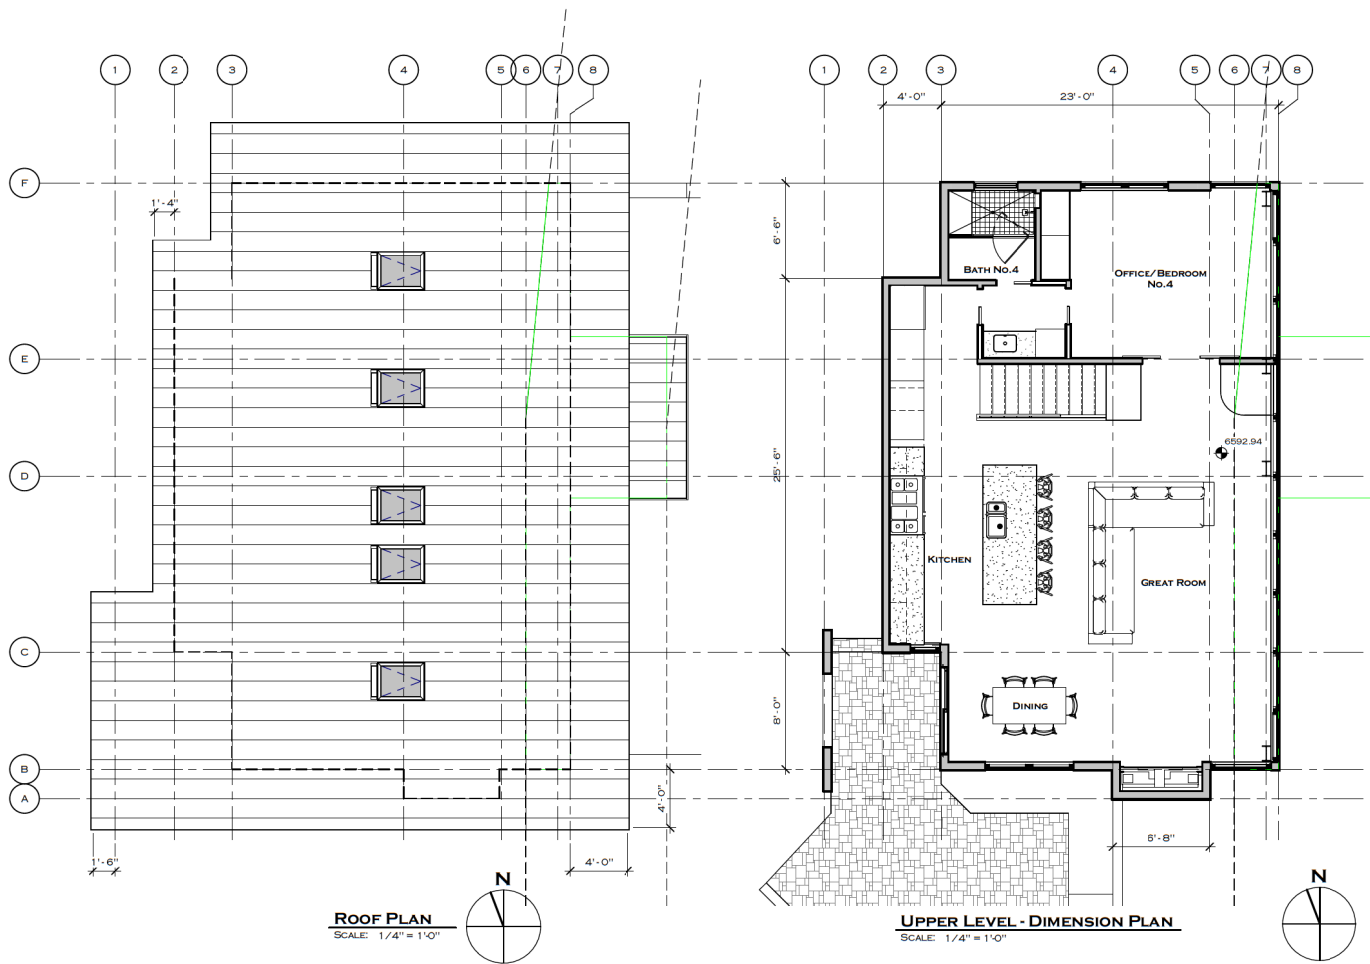 1 2 3 4 5 6 7 8
F
1'-4"
E
D
C
B
A
4'-0"
1'-6"
4'-0"
N
ROOF PLAN
SCALE: 1/4" = 1'0"
1 2 3 4 5 6 7 8
4'-0" 23'-0"
6'-6"
BATH NO.4
OFFICE/BEDROOM
NO.4
6592.94
25'-6"
KITCHEN
GREAT ROOM
8'-0"
DINING
6'-8"
N
UPPER LEVEL - DIMENSION PLAN
SCALE: 1/4" = 1'0"